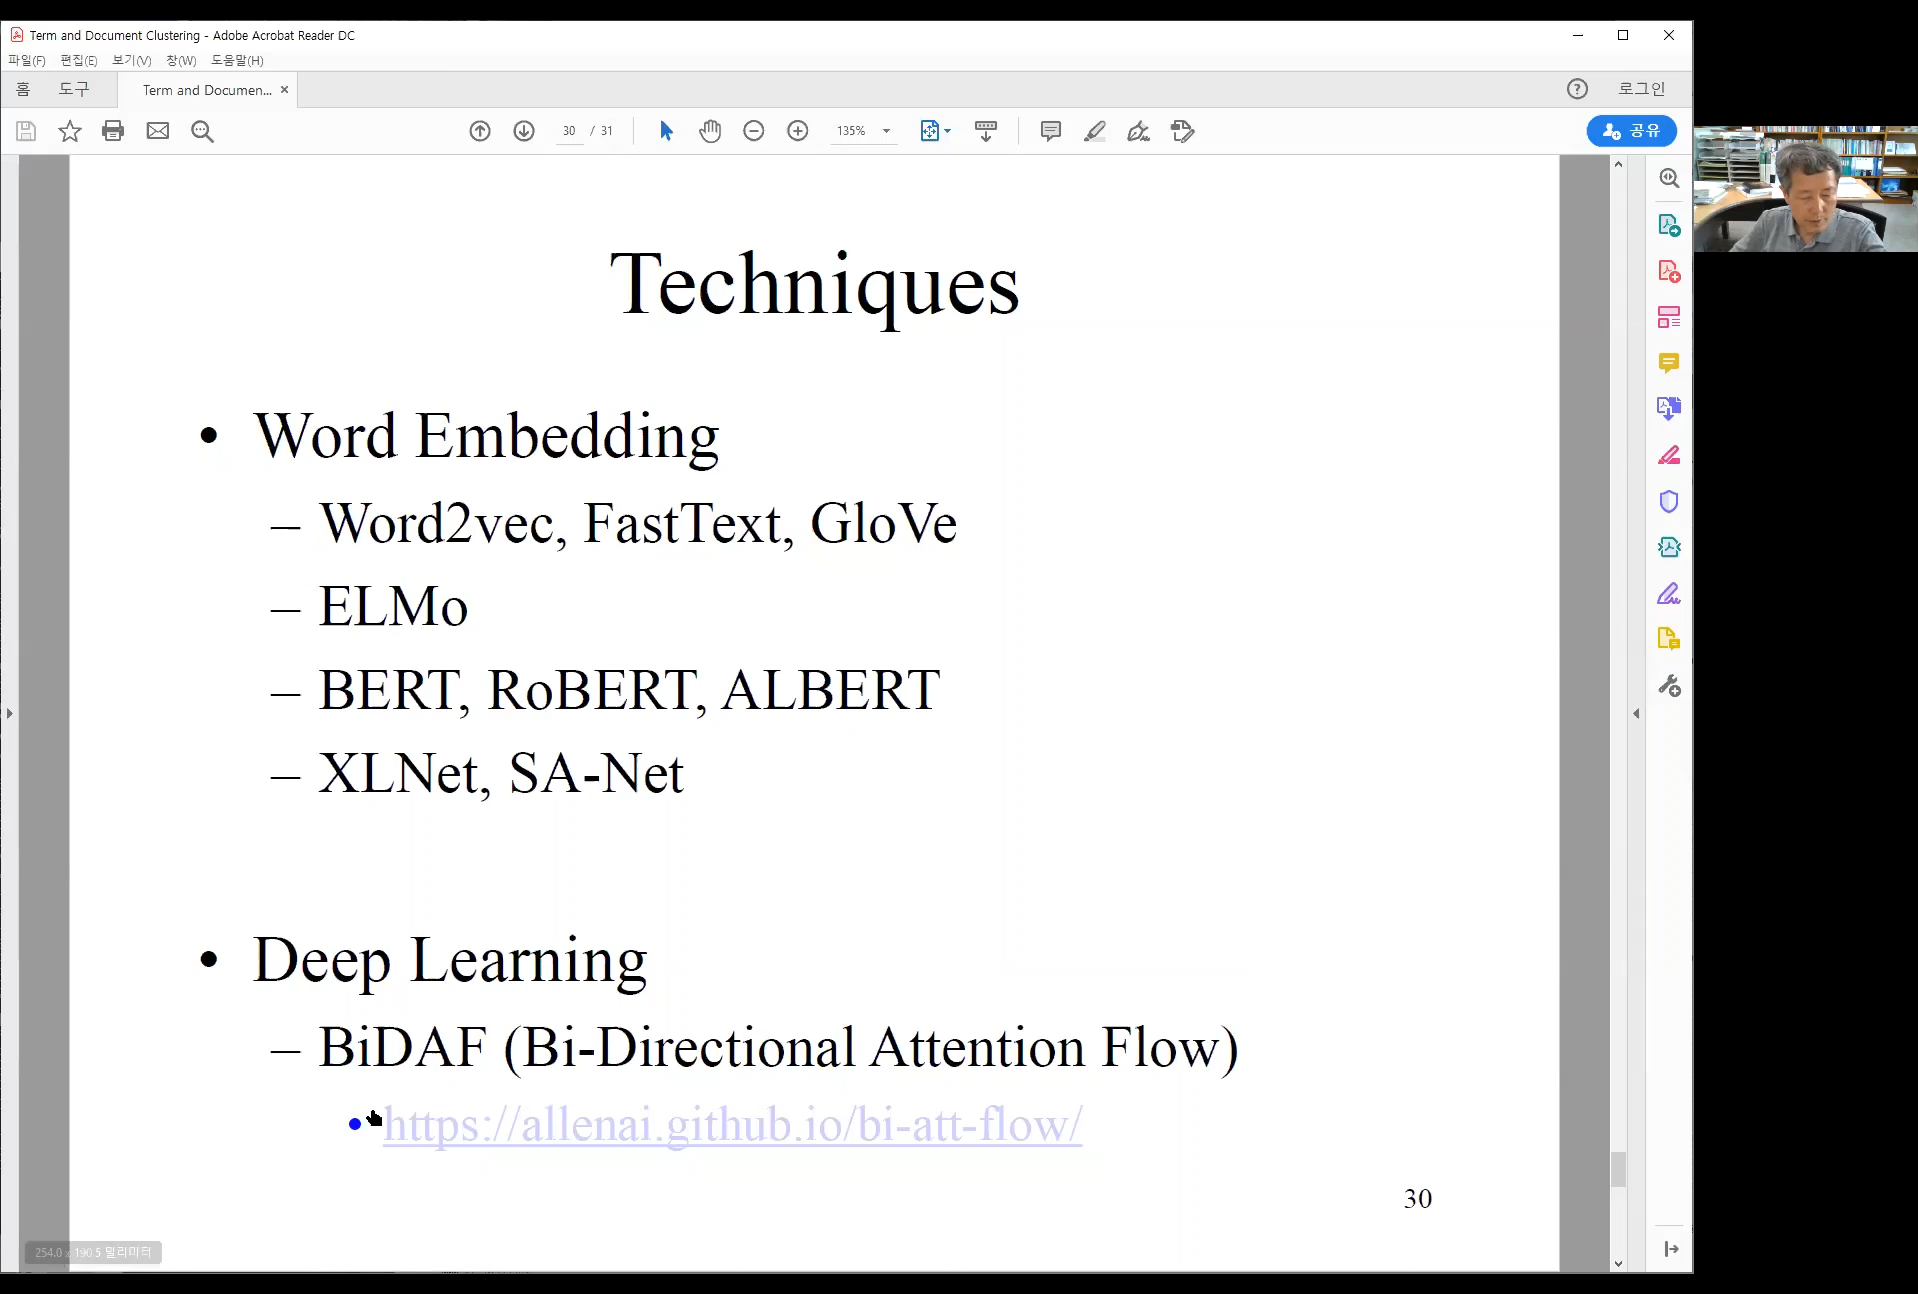 Term and Document Clustering - Adobe Acrobat Reader DC
파일(F) 편집(E) 보기(V) 창(W) 도움말(H)
홈 도구 Term and Documen... 로그인
30 / 31 135% 공유
Techniques
• Word Embedding
– Word2vec, FastText, GloVe
– ELMo
– BERT, RoBERT, ALBERT
– XLNet, SA-Net
• Deep Learning
– BiDAF (Bi-Directional Attention Flow)
• https://allenai.github.io/bi-att-flow/
30
254.0 x 190.5 밀리미터